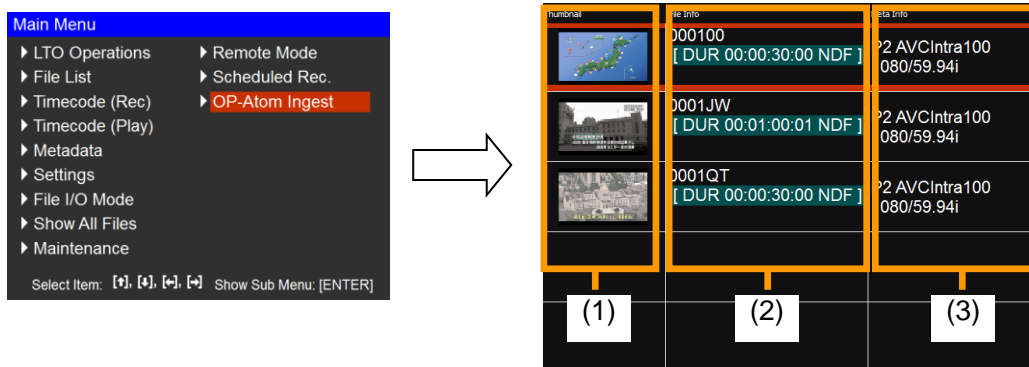 Main Menu
LTO Operations
File List
Timecode (Rec)
Timecode (Play)
Metadata
Settings
File I/O Mode
Show All Files
Maintenance
Remote Mode
Scheduled Rec.
OP-Atom Ingest
Select Item: [↑], [↓], [←], [→] Show Sub Menu: [ENTER]
humbnail
ile Info
eta Info
000100
[ DUR 00:00:30:00 NDF ]
P2 AVCIntra100
080/59.94i
0001JW
[ DUR 00:01:00:01 NDF ]
P2 AVCIntra100
080/59.94i
0001QT
[ DUR 00:00:30:00 NDF ]
P2 AVCIntra100
080/59.94i
(1)
(2)
(3)